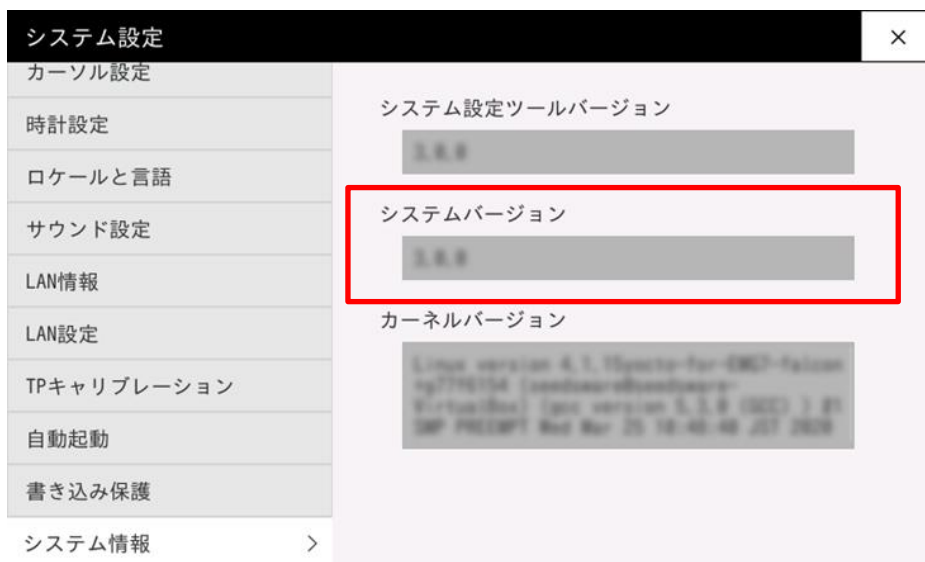 システム設定
×
カーソル設定
時計設定
ロケールと言語
サウンド設定
LAN情報
LAN設定
TPキャリブレーション
自動起動
書き込み保護
システム情報 >
システム設定ツールバージョン
システムバージョン
カーネルバージョン